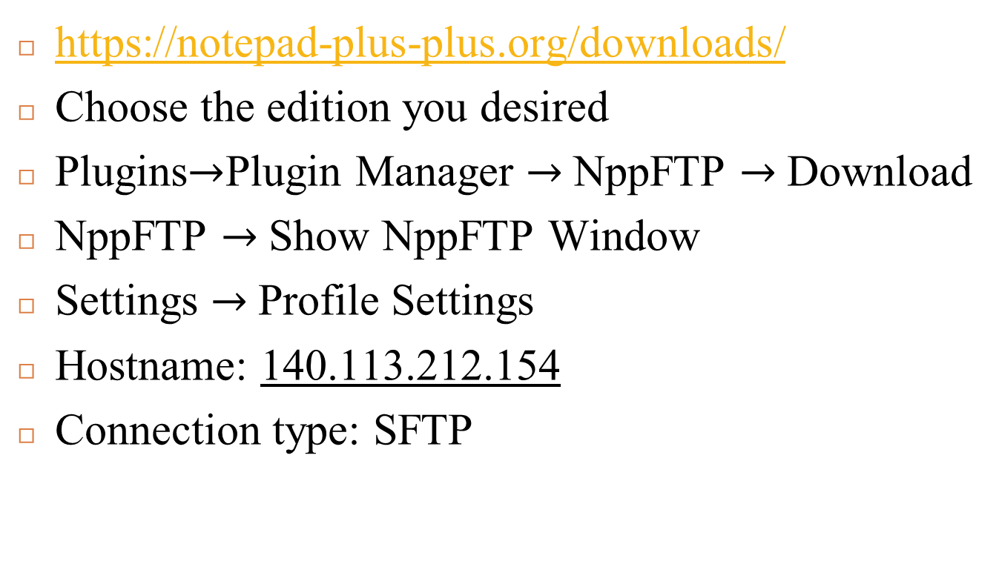 https://notepad-plus-plus.org/downloads/
Choose the edition you desired
Plugins→Plugin Manager → NppFTP → Download
NppFTP → Show NppFTP Window
Settings → Profile Settings
Hostname: 140.113.212.154
Connection type: SFTP